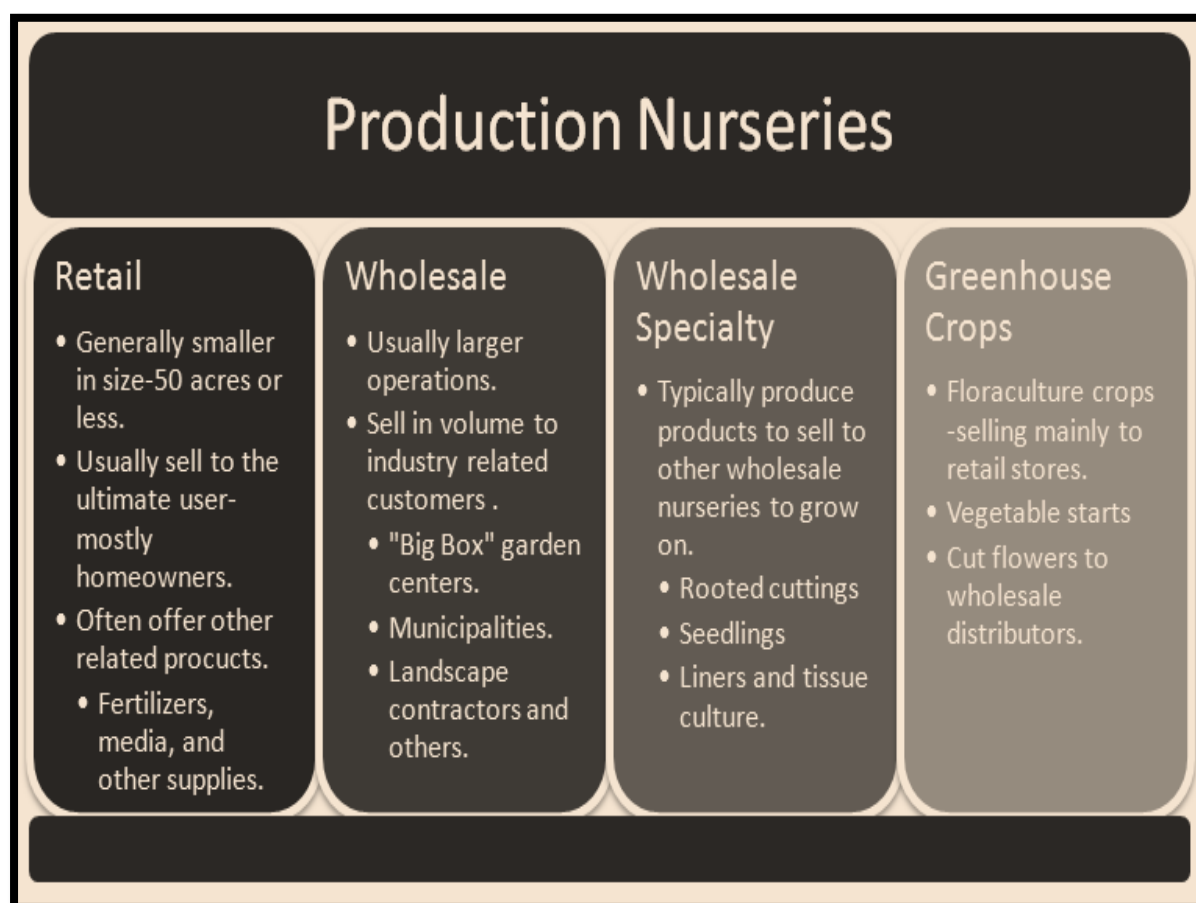 Production Nurseries
Retail
• Generally smaller
in size-50 acres or
less.
• Usually sell to the
ultimate user-
mostly
homeowners.
• Often offer other
related procucts.
• Fertilizers,
media, and
other supplies.
Wholesale
• Usually larger
operations.
• Sell in volume to
industry related
customers .
• "Big Box" garden
centers.
• Municipalities.
• Landscape
contractors and
others.
Wholesale
Specialty
• Typically produce
products to sell to
other wholesale
nurseries to grow
on.
• Rooted cuttings
• Seedlings
• Liners and tissue
culture.
Greenhouse
Crops
• Floraculture crops
-selling mainly to
retail stores.
• Vegetable starts
• Cut flowers to
wholesale
distributors.